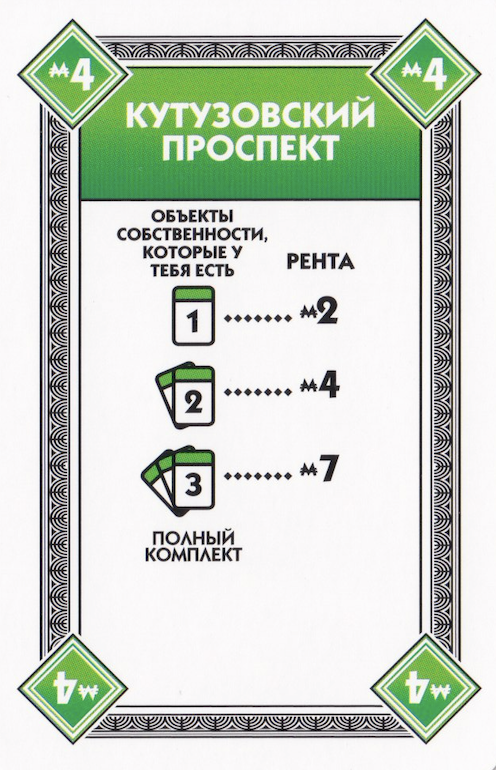 ₩4 ₩4
КУТУЗОВСКИЙ
ПРОСПЕКТ
ОБЪЕКТЫ
СОБСТВЕННОСТИ,
КОТОРЫЕ У
ТЕБЯ ЕСТЬ
РЕНТА
1 ........ ₩2
2 ........ ₩4
3 ........ ₩7
ПОЛНЫЙ
КОМПЛЕКТ
₩4 ₩4